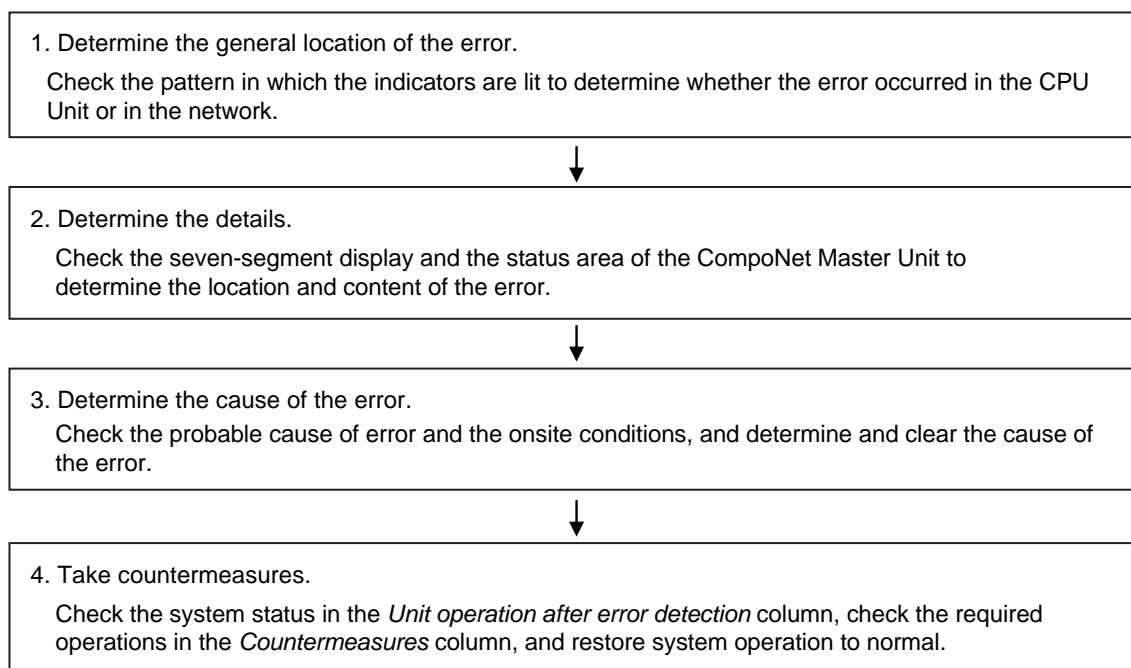 1. Determine the general location of the error.
Check the pattern in which the indicators are lit to determine whether the error occurred in the CPU
Unit or in the network.
2. Determine the details.
Check the seven-segment display and the status area of the CompoNet Master Unit to
determine the location and content of the error.
3. Determine the cause of the error.
Check the probable cause of error and the onsite conditions, and determine and clear the cause of
the error.
4. Take countermeasures.
Check the system status in the Unit operation after error detection column, check the required
operations in the Countermeasures column, and restore system operation to normal.